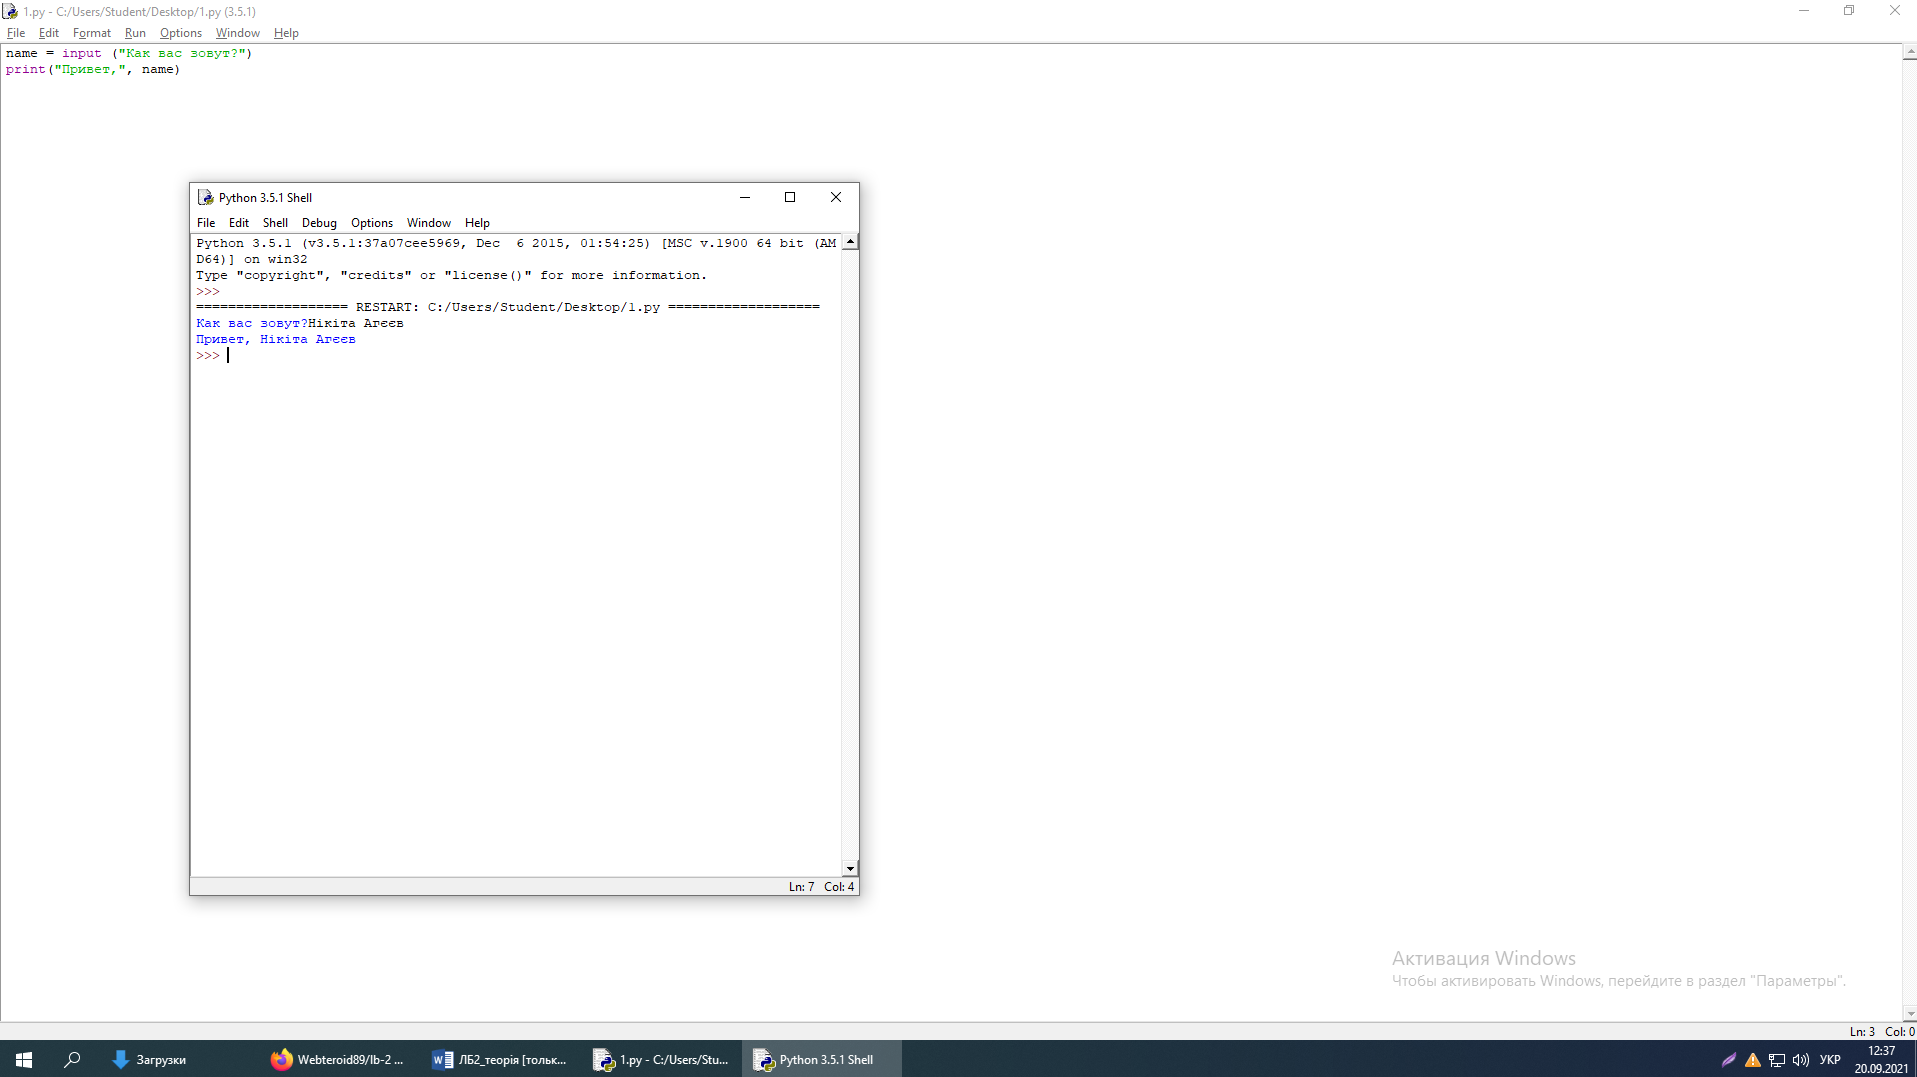 1.py - C:/Users/Student/Desktop/1.py (3.5.1)
File Edit Format Run Options Window Help
name = input ("Как вас зовут?")
print("Привет,", name)
Python 3.5.1 Shell
File Edit Shell Debug Options Window Help
Python 3.5.1 (v3.5.1:37a07cee5969, Dec  6 2015, 01:54:25) [MSC v.1900 64 bit (AM
D64)] on win32
Type "copyright", "credits" or "license()" for more information.
>>>
=================== RESTART: C:/Users/Student/Desktop/1.py ===================
Как вас зовут?Нікіта Агєєв
Привет, Нікіта Агєєв
>>>
Ln: 7 Col: 4
Активация Windows
Чтобы активировать Windows, перейдите в раздел "Параметры".
Ln: 3 Col: 0
Загрузки Webteroid89/lb-2 ... ЛБ2_теорія [тольк... 1.py - C:/Users/Stu... Python 3.5.1 Shell УКР 12:37
20.09.2021